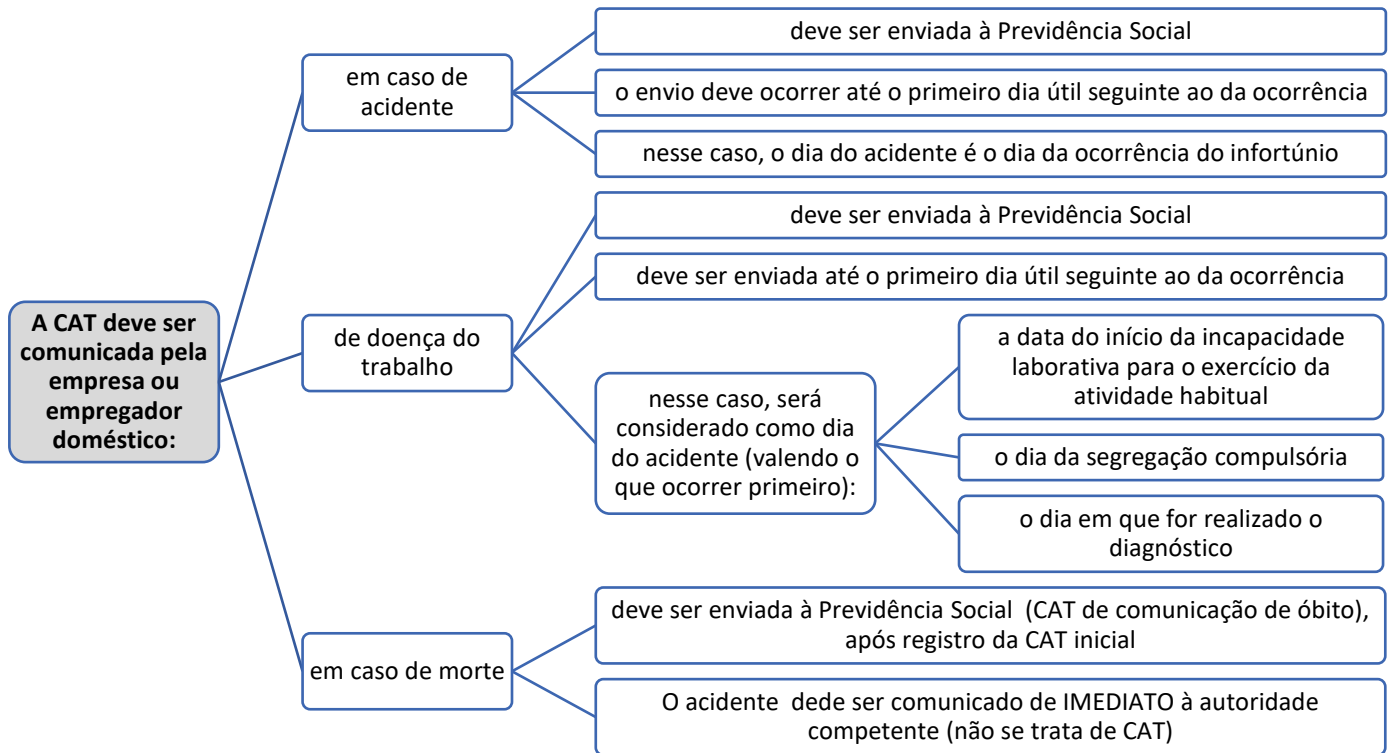 A CAT deve ser
comunicada pela
empresa ou
empregador
doméstico:
em caso de
acidente
deve ser enviada à Previdência Social
o envio deve ocorrer até o primeiro dia útil seguinte ao da ocorrência
nesse caso, o dia do acidente é o dia da ocorrência do infortúnio
de doença do
trabalho
deve ser enviada à Previdência Social
deve ser enviada até o primeiro dia útil seguinte ao da ocorrência
nesse caso, será
considerado como dia
do acidente (valendo o
que ocorrer primeiro):
a data do início da incapacidade
laborativa para o exercício da
atividade habitual
o dia da segregação compulsória
o dia em que for realizado o
diagnóstico
em caso de morte
deve ser enviada à Previdência Social (CAT de comunicação de óbito),
após registro da CAT inicial
O acidente dede ser comunicado de IMEDIATO à autoridade
competente (não se trata de CAT)